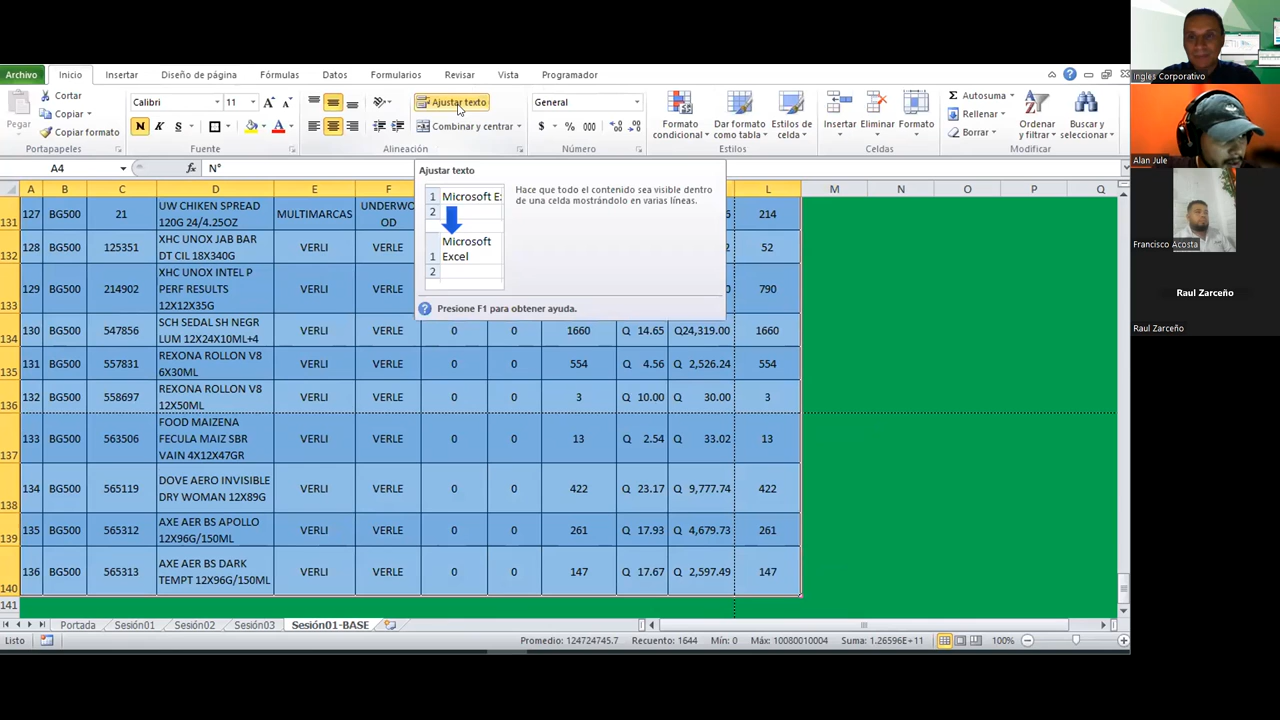 Archivo Inicio Insertar Diseño de página Fórmulas Datos Formularios Revisar Vista Programador
Pegar
Cortar
Copiar
Copiar formato
Portapapeles
Calibri 11
N K S
Fuente
Ajustar texto
Combinar y centrar
Alineación
General
$ % 000
Número
Formato condicional
Dar formato como tabla
Estilos de celda
Estilos
Insertar Eliminar Formato
Celdas
Autosuma
Rellenar
Borrar
Ordenar y filtrar
Buscar y seleccionar
Modificar
A4 fx N°
Ajustar texto
Hace que todo el contenido sea visible dentro
de una celda mostrándolo en varias líneas.
1 Microsoft E
2
Microsoft
1 Excel
2
Presione F1 para obtener ayuda.
A B C D E F L M N O P Q
131 127 BG500 21 UW CHIKEN SPREAD 120G 24/4.25OZ MULTIMARCAS UNDERWOOD 214
132 128 BG500 125351 XHC UNOX JAB BAR DT CIL 18X340G VERLI VERLE 52
133 129 BG500 214902 XHC UNOX INTEL P PERF RESULTS 12X12X35G VERLI VERLE 790
134 130 BG500 547856 SCH SEDAL SH NEGR LUM 12X24X10ML+4 VERLI VERLE 0 0 1660 Q 14.65 Q24,319.00 1660
135 131 BG500 557831 REXONA ROLLON V8 6X30ML VERLI VERLE 0 0 554 Q 4.56 Q 2,526.24 554
136 132 BG500 558697 REXONA ROLLON V8 12X50ML VERLI VERLE 0 0 3 Q 10.00 Q 30.00 3
137 133 BG500 563506 FOOD MAIZENA FECULA MAIZ SBR VAIN 4X12X47GR VERLI VERLE 0 0 13 Q 2.54 Q 33.02 13
138 134 BG500 565119 DOVE AERO INVISIBLE DRY WOMAN 12X89G VERLI VERLE 0 0 422 Q 23.17 Q 9,777.74 422
139 135 BG500 565312 AXE AER BS APOLLO 12X96G/150ML VERLI VERLE 0 0 261 Q 17.93 Q 4,679.73 261
140 136 BG500 565313 AXE AER BS DARK TEMPT 12X96G/150ML VERLI VERLE 0 0 147 Q 17.67 Q 2,597.49 147
141
Portada Sesión01 Sesión02 Sesión03 Sesión01-BASE
Listo Promedio: 124724745.7 Recuento: 1644 Mín: 0 Máx: 10080010004 Suma: 1.26596E+11 100%
Ingles Corporativo
Alan Jule
Francisco Acosta
Raul Zarceño
Raul Zarceño